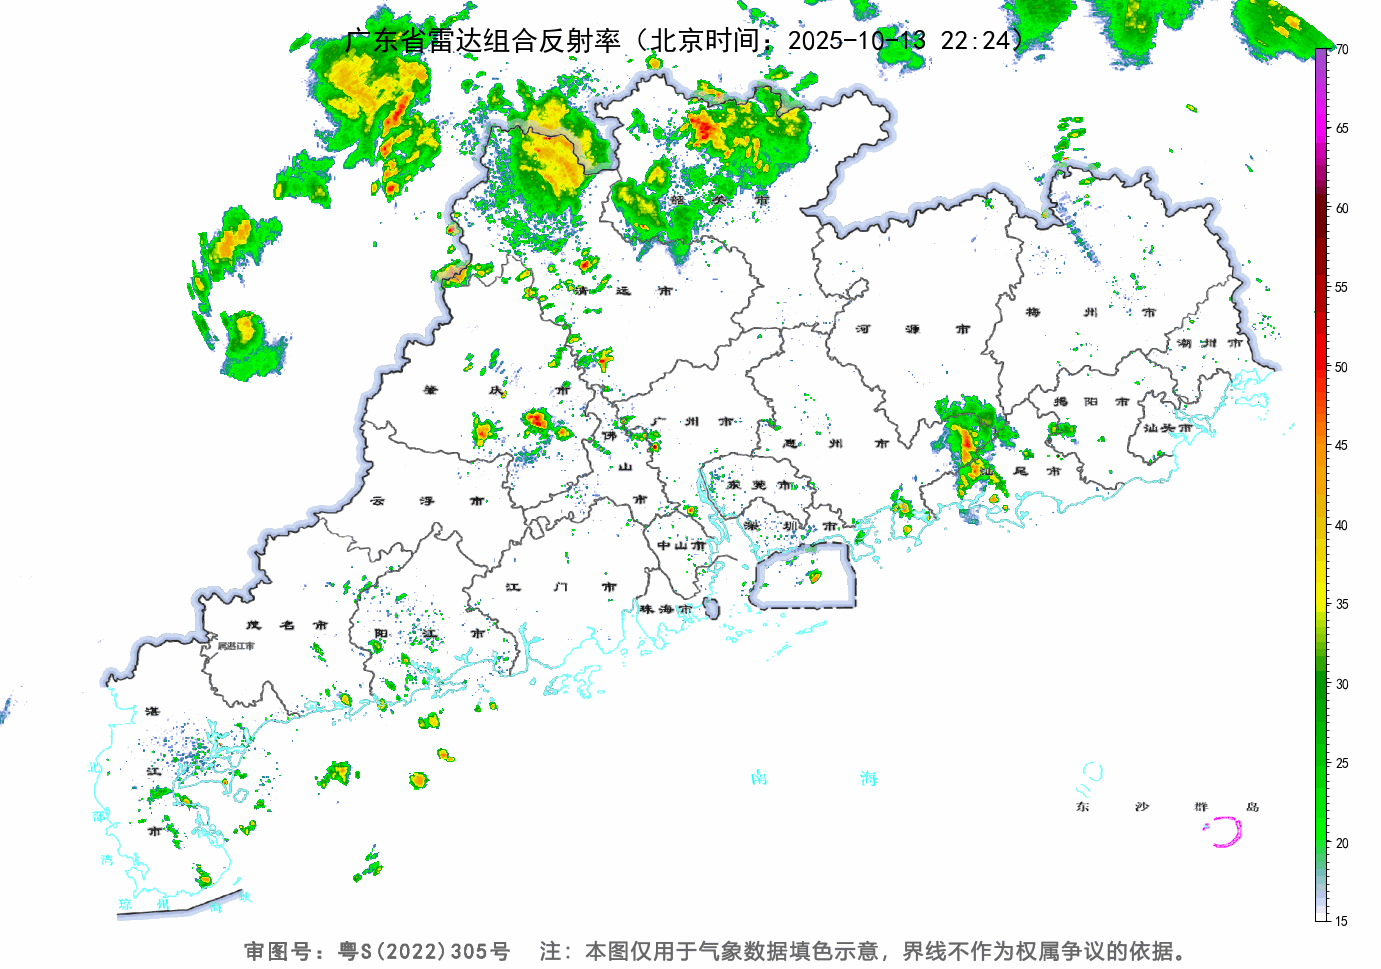 广东省雷达组合反射率（北京时间：2025-10-13 22:24）
70
65
60
55
50
45
40
35
30
25
20
15
韶关市
清远市
河源市
梅州市
潮州市
肇庆市
广州市
佛山市
惠州市
揭阳市
汕头市
汕尾市
东莞市
云浮市
深圳市
中山市
江门市
珠海市
茂名市
阳江市
属湛江市
湛江市
北部湾
琼州海峡
南海
东沙群岛
审图号：粤S(2022)305号 注：本图仅用于气象数据填色示意，界线不作为权属争议的依据。